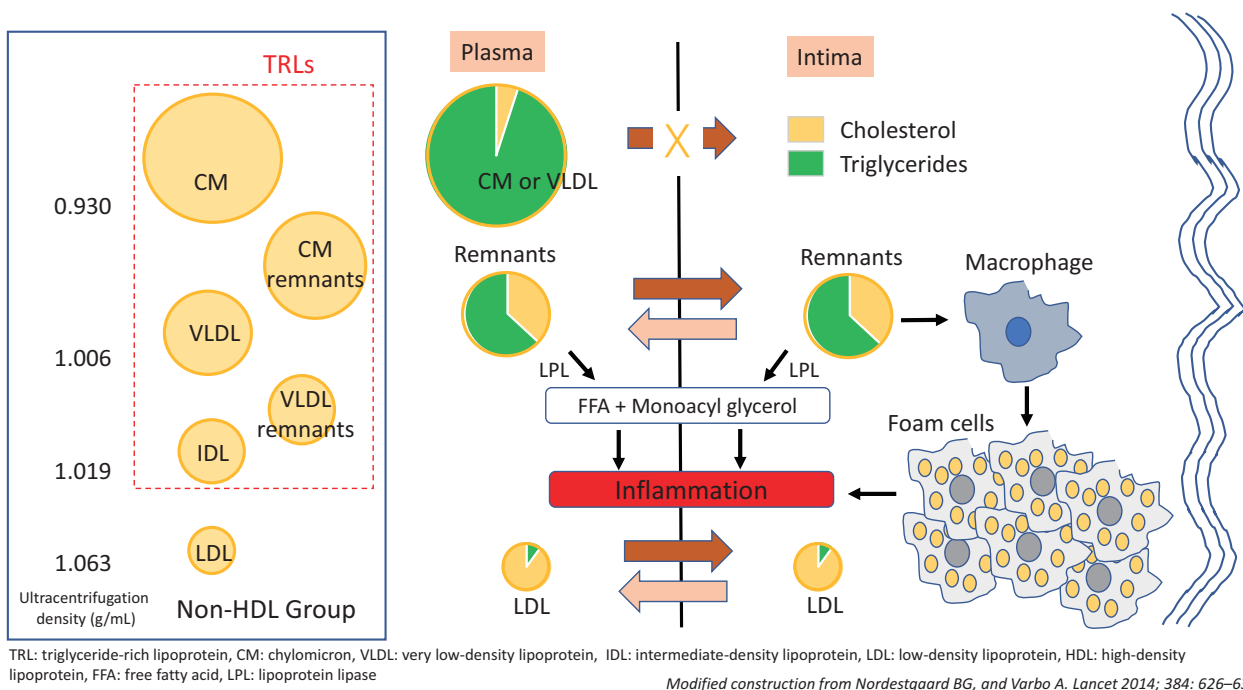 TRLs
CM
0.930
CM
remnants
VLDL
1.006
VLDL
remnants
IDL
1.019
LDL
1.063
Ultracentrifugation
density (g/mL)
Non-HDL Group
Plasma
Intima
Cholesterol
Triglycerides
X
CM or VLDL
Remnants
Remnants
Macrophage
LPL
LPL
FFA + Monoacyl glycerol
Foam cells
Inflammation
LDL
LDL
TRL: triglyceride-rich lipoprotein, CM: chylomicron, VLDL: very low-density lipoprotein, IDL: intermediate-density lipoprotein, LDL: low-density lipoprotein, HDL: high-density
lipoprotein, FFA: free fatty acid, LPL: lipoprotein lipase
Modified construction from Nordestgaard BG, and Varbo A. Lancet 2014; 384: 626–6